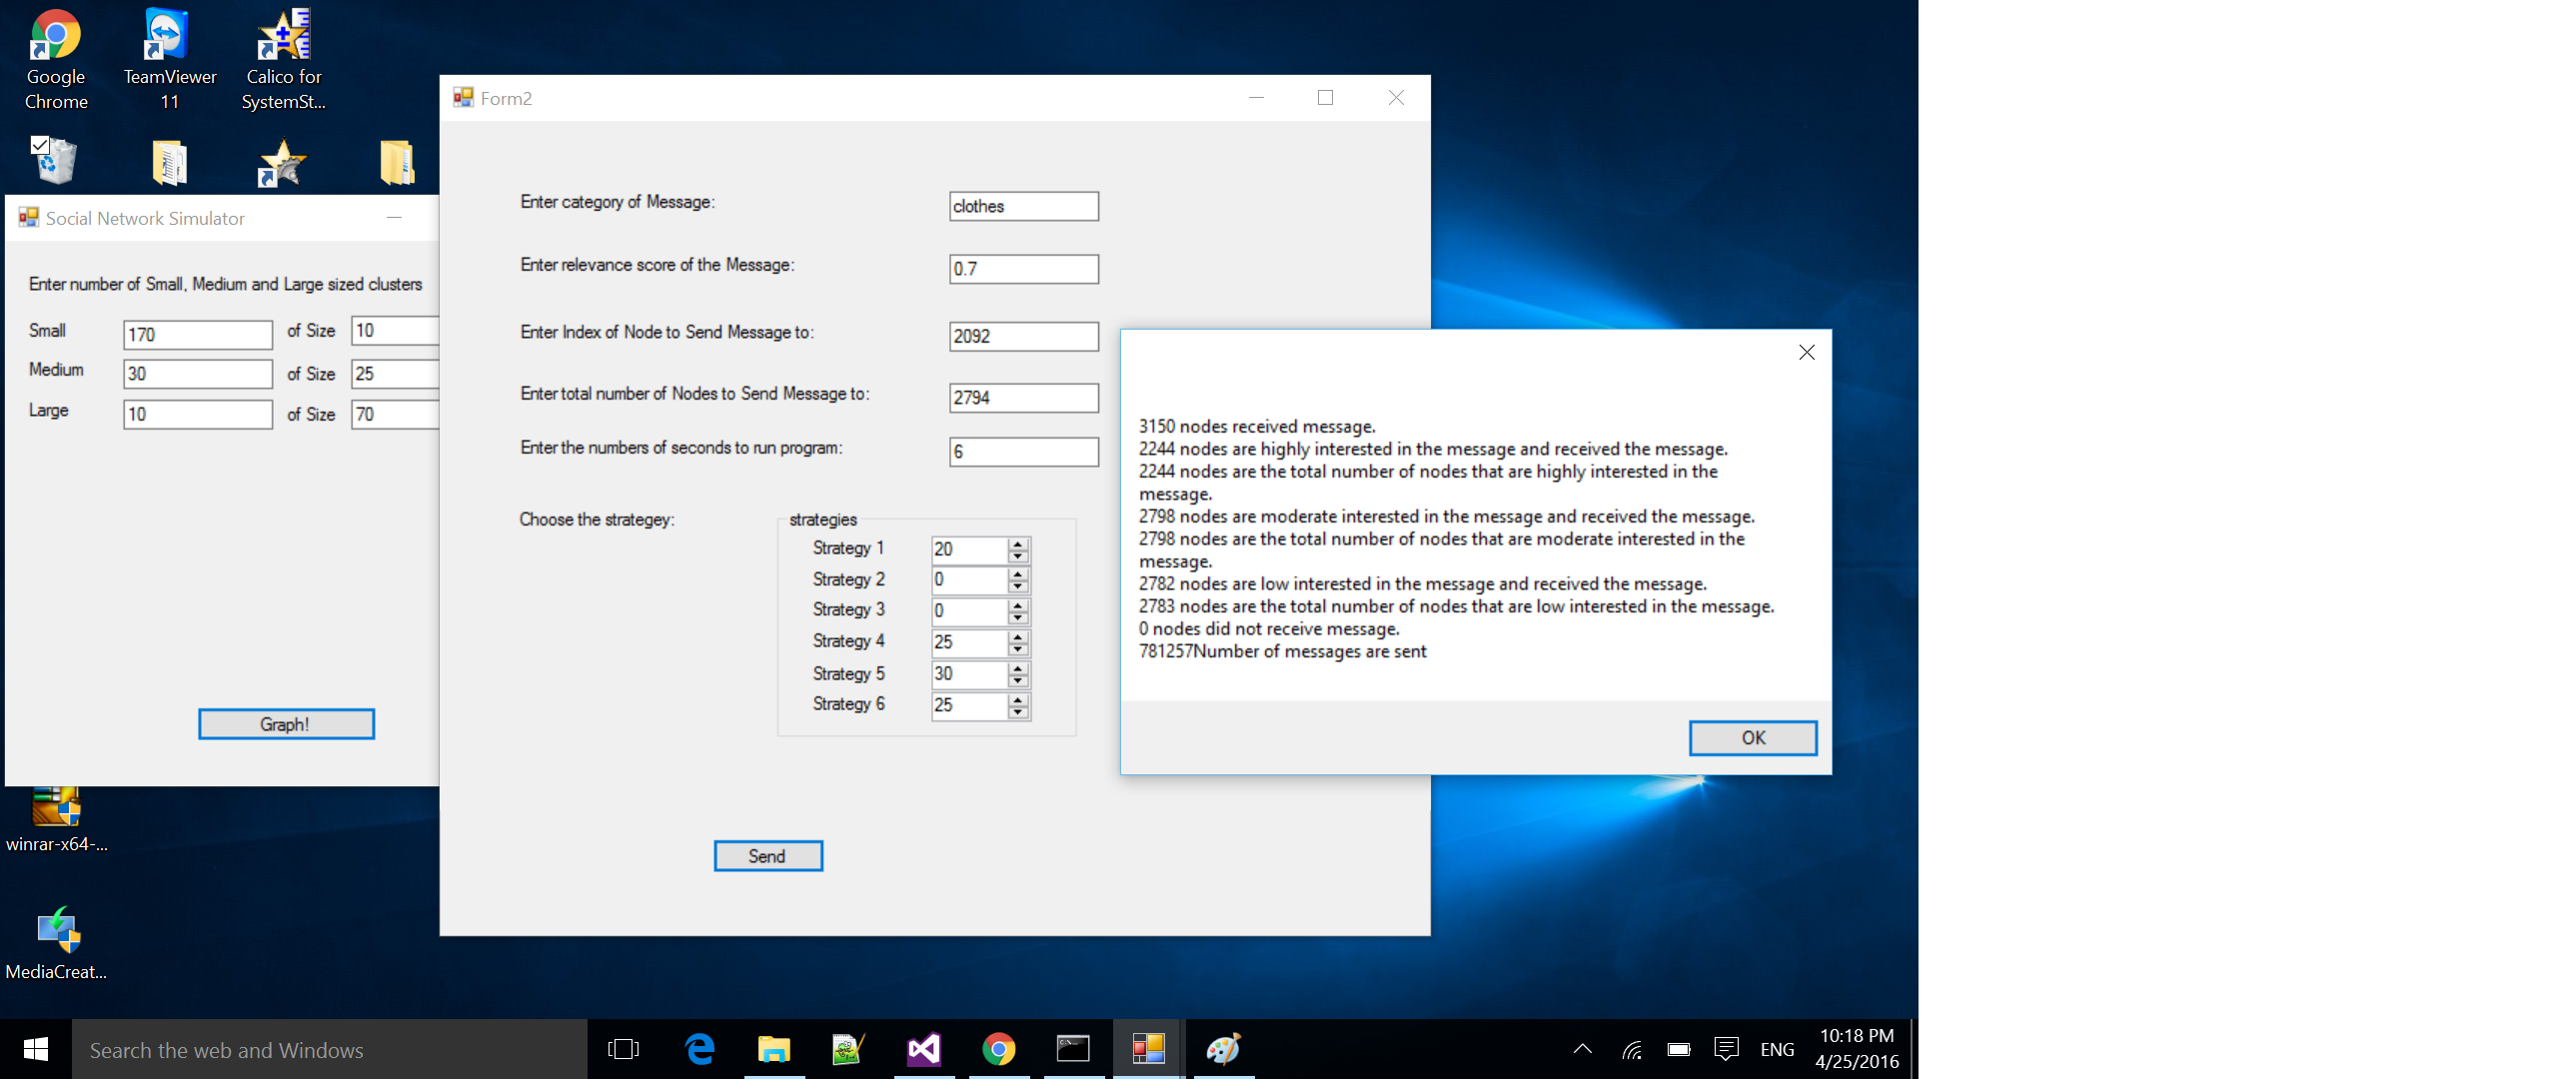 Google
Chrome
TeamViewer
11
Calico for
SystemSt...
Social Network Simulator
Enter number of Small, Medium and Large sized clusters
Small 170 of Size 10
Medium 30 of Size 25
Large 10 of Size 70
Graph!
winrar-x64-...
MediaCreat...
Form2
Enter category of Message: clothes
Enter relevance score of the Message: 0.7
Enter Index of Node to Send Message to: 2092
Enter total number of Nodes to Send Message to: 2794
Enter the numbers of seconds to run program: 6
Choose the strategey:
strategies
Strategy 1 20
Strategy 2 0
Strategy 3 0
Strategy 4 25
Strategy 5 30
Strategy 6 25
Send
3150 nodes received message.
2244 nodes are highly interested in the message and received the message.
2244 nodes are the total number of nodes that are highly interested in the
message.
2798 nodes are moderate interested in the message and received the message.
2798 nodes are the total number of nodes that are moderate interested in the
message.
2782 nodes are low interested in the message and received the message.
2783 nodes are the total number of nodes that are low interested in the message.
0 nodes did not receive message.
781257Number of messages are sent
OK
Search the web and Windows
ENG
10:18 PM
4/25/2016